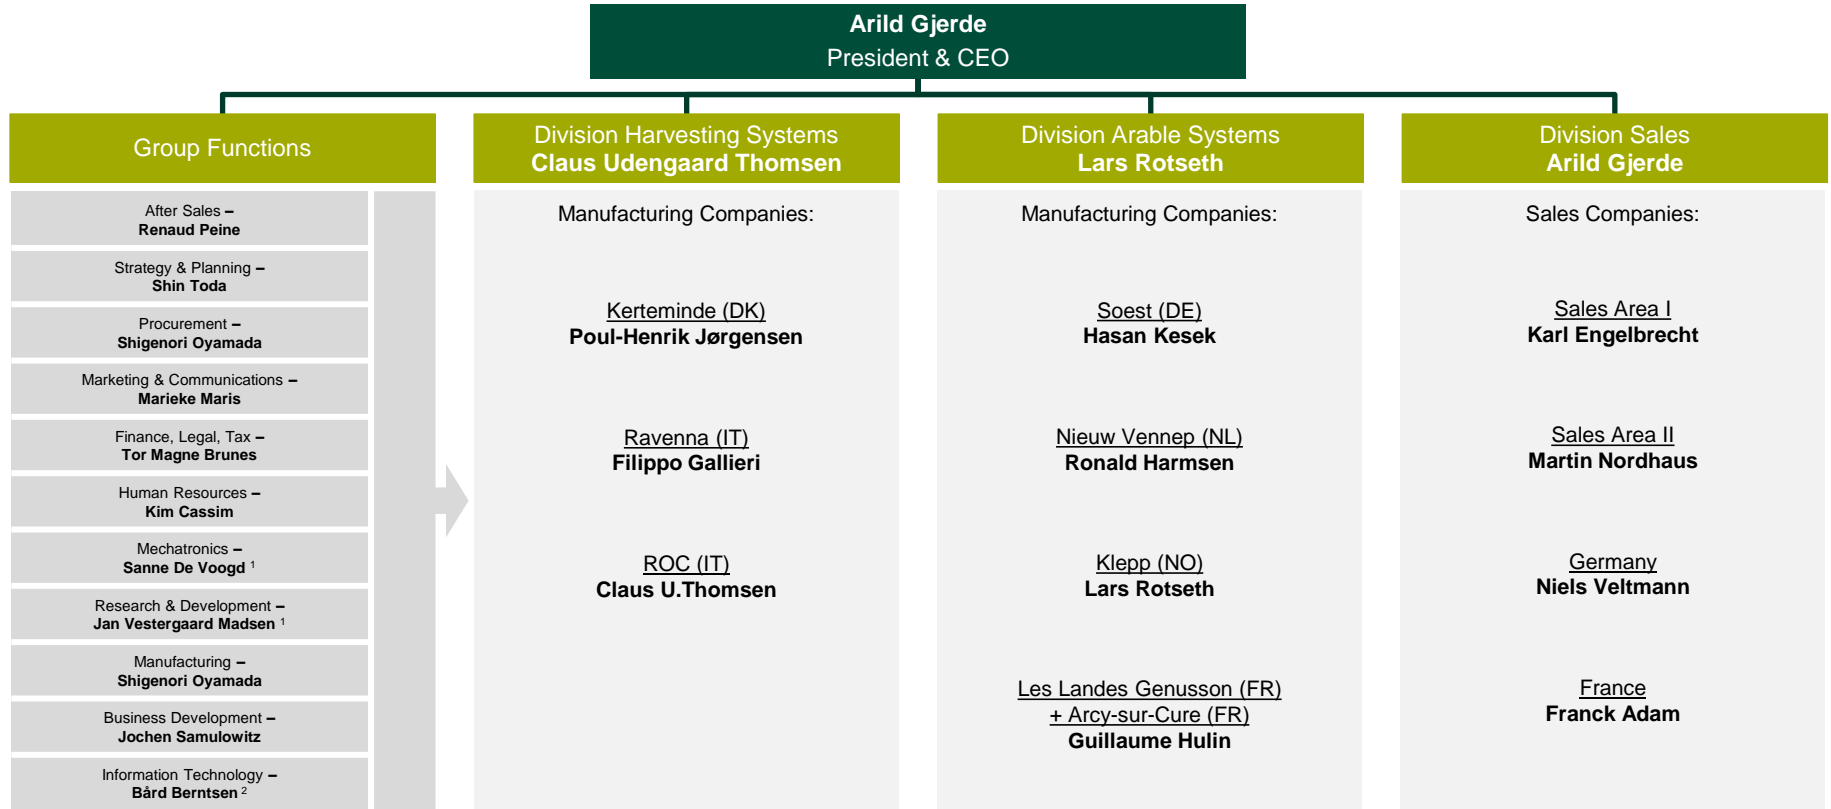 Arild Gjerde
President & CEO
Group Functions
After Sales –
Renaud Peine
Strategy & Planning –
Shin Toda
Procurement –
Shigenori Oyamada
Marketing & Communications –
Marieke Maris
Finance, Legal, Tax –
Tor Magne Brunes
Human Resources –
Kim Cassim
Mechatronics –
Sanne De Voogd ¹
Research & Development –
Jan Vestergaard Madsen ¹
Manufacturing –
Shigenori Oyamada
Business Development –
Jochen Samulowitz
Information Technology –
Bård Berntsen ²
Division Harvesting Systems
Claus Udengaard Thomsen
Manufacturing Companies:
Kerteminde (DK)
Poul-Henrik Jørgensen
Ravenna (IT)
Filippo Gallieri
ROC (IT)
Claus U.Thomsen
Division Arable Systems
Lars Rotseth
Manufacturing Companies:
Soest (DE)
Hasan Kesek
Nieuw Vennep (NL)
Ronald Harmsen
Klepp (NO)
Lars Rotseth
Les Landes Genusson (FR)
+ Arcy-sur-Cure (FR)
Guillaume Hulin
Division Sales
Arild Gjerde
Sales Companies:
Sales Area I
Karl Engelbrecht
Sales Area II
Martin Nordhaus
Germany
Niels Veltmann
France
Franck Adam